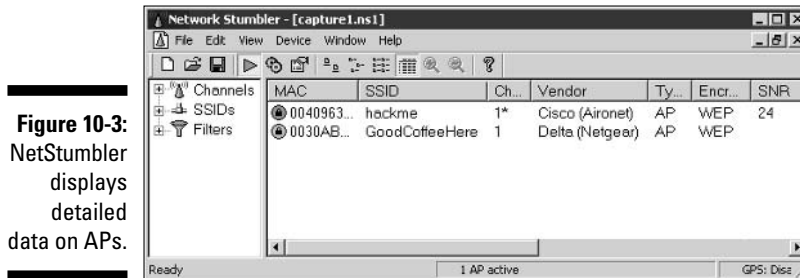 Figure 10-3:
NetStumbler
displays
detailed
data on APs.
Network Stumbler - [capture1.ns1]
File Edit View Device Window Help
Channels
SSIDs
Filters
MAC SSID Ch... Vendor Ty... Encr... SNR
0040963... hackme 1* Cisco (Aironet) AP WEP 24
0030AB... GoodCoffeeHere 1 Delta (Netgear) AP WEP
Ready 1 AP active GPS: Disa